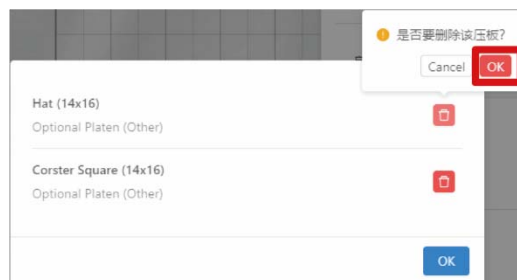 是否要删除该压板?
Cancel OK
Hat (14x16)
Optional Platen (Other)
Corster Square (14x16)
Optional Platen (Other)
OK